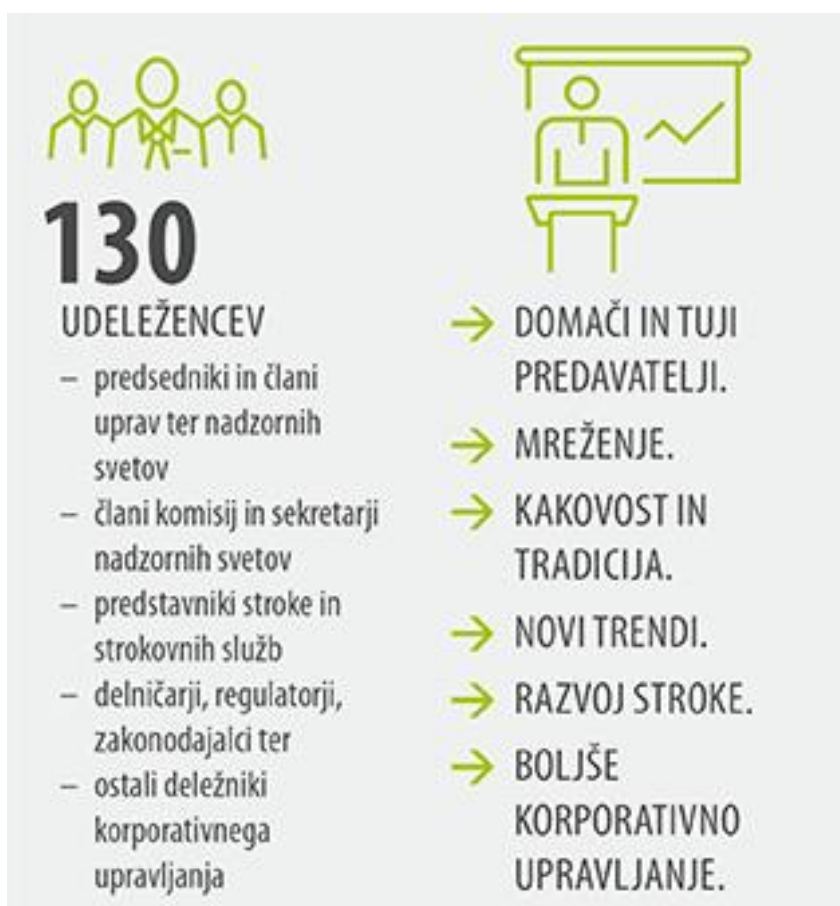 130
UDELEŽENCEV
– predsedniki in člani
uprav ter nadzornih
svetov
– člani komisij in sekretarji
nadzornih svetov
– predstavniki stroke in
strokovnih služb
– delničarji, regulatorji,
zakonodajalci ter
– ostali deležniki
korporativnega
upravljanja
→ DOMAČI IN TUJI
PREDAVATELJI.
→ MREŽENJE.
→ KAKOVOST IN
TRADICIJA.
→ NOVI TRENDI.
→ RAZVOJ STROKE.
→ BOLJŠE
KORPORATIVNO
UPRAVLJANJE.